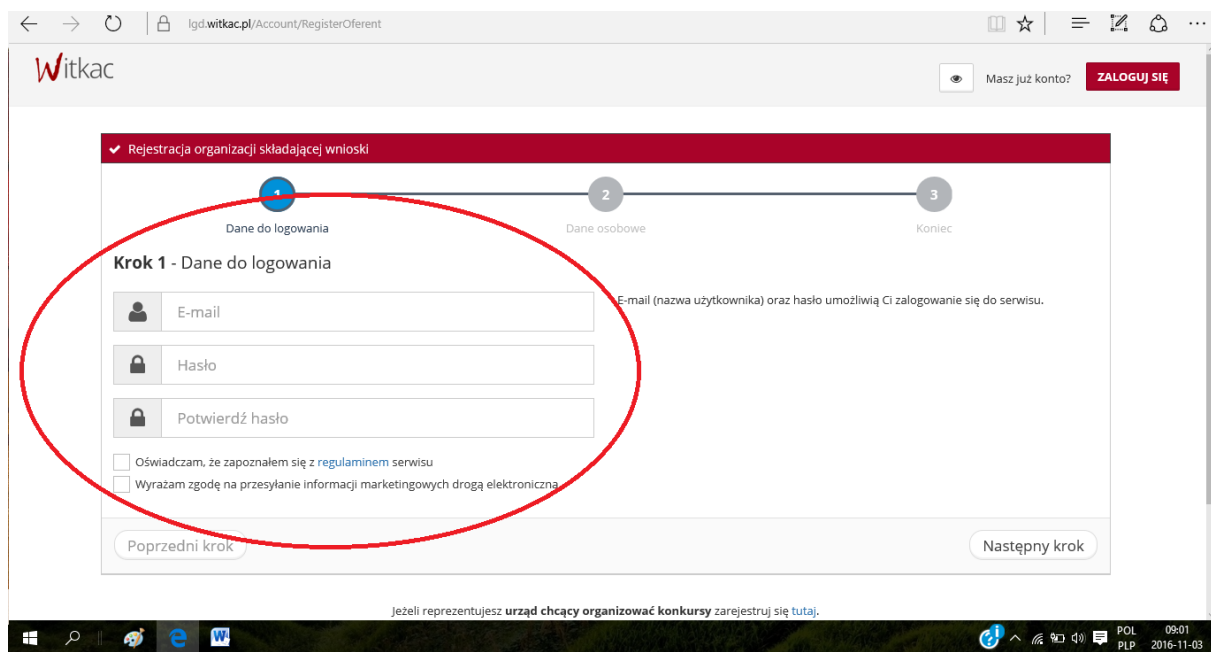 lgd.witkac.pl/Account/RegisterOferent
Witkac
Masz już konto?
ZALOGUJ SIĘ
Rejestracja organizacji składającej wnioski
1
2
3
Dane do logowania
Dane osobowe
Koniec
Krok 1 - Dane do logowania
E-mail
E-mail (nazwa użytkownika) oraz hasło umożliwią Ci zalogowanie się do serwisu.
Hasło
Potwierdź hasło
Oświadczam, że zapoznałem się z regulaminem serwisu
Wyrażam zgodę na przesyłanie informacji marketingowych drogą elektroniczną
Poprzedni krok
Następny krok
Jeżeli reprezentujesz urząd chcący organizować konkursy zarejestruj się tutaj.
POL 09:01
PLP 2016-11-03